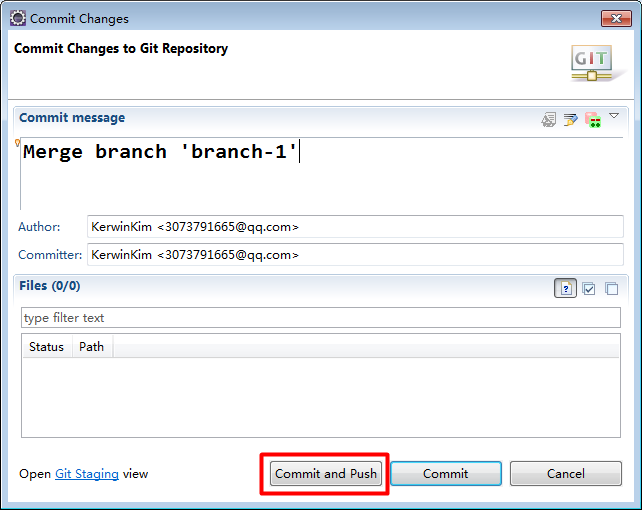 Commit Changes
Commit Changes to Git Repository
GIT
Commit message
Merge branch 'branch-1'
Author: KerwinKim <3073791665@qq.com>
Committer: KerwinKim <3073791665@qq.com>
Files (0/0)
type filter text
Status Path
Open Git Staging view Commit and Push Commit Cancel